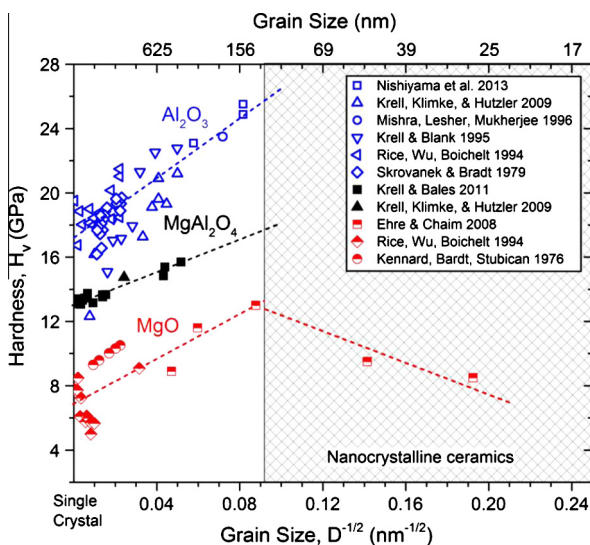 Grain Size (nm)
625 156 69 39 25 17
28
24
20
16
12
8
4
Hardness, Hᵥ (GPa)
Al₂O₃
MgAl₂O₄
MgO
Nishiyama et al. 2013
Krell, Klimke, & Hutzler 2009
Mishra, Lesher, Mukherjee 1996
Krell & Blank 1995
Rice, Wu, Boichelt 1994
Skrovanek & Bradt 1979
Krell & Bales 2011
Krell, Klimke, & Hutzler 2009
Ehre & Chaim 2008
Rice, Wu, Boichelt 1994
Kennard, Bardt, Stubican 1976
Nanocrystalline ceramics
Single
Crystal
0.04 0.08 0.12 0.16 0.20 0.24
Grain Size, D⁻¹/² (nm⁻¹/²)